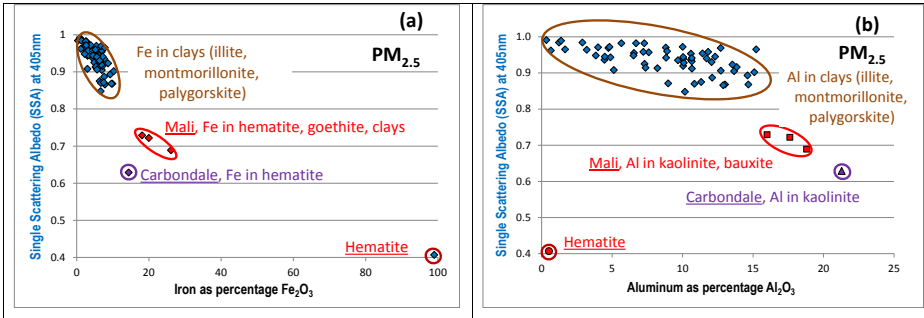 (a)
PM2.5
Single Scattering Albedo (SSA) at 405nm
1
0.9
0.8
0.7
0.6
0.5
0.4
Fe in clays (illite,
montmorillonite,
palygorskite)
Mali, Fe in hematite, goethite, clays
Carbondale, Fe in hematite
Hematite
0 20 40 60 80 100
Iron as percentage Fe2O3
(b)
PM2.5
Single Scattering Albedo (SSA) at 405nm
1.0
0.9
0.8
0.7
0.6
0.5
0.4
Al in clays (illite,
montmorillonite,
palygorskite)
Mali, Al in kaolinite, bauxite
Carbondale, Al in kaolinite
Hematite
0 5 10 15 20 25
Aluminum as percentage Al2O3